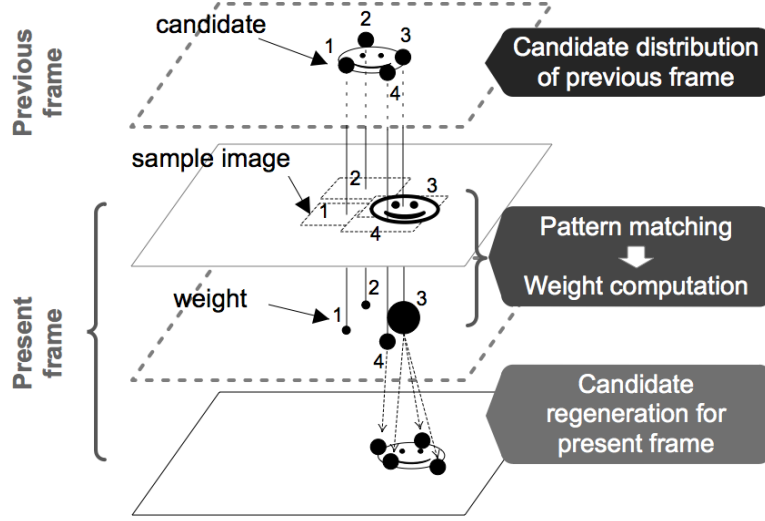 Previous
frame
candidate
1
2
3
4
Candidate distribution
of previous frame
sample image
1
2
3
4
Pattern matching
Weight computation
Present
frame
weight
1
2
3
4
Candidate
regeneration for
present frame